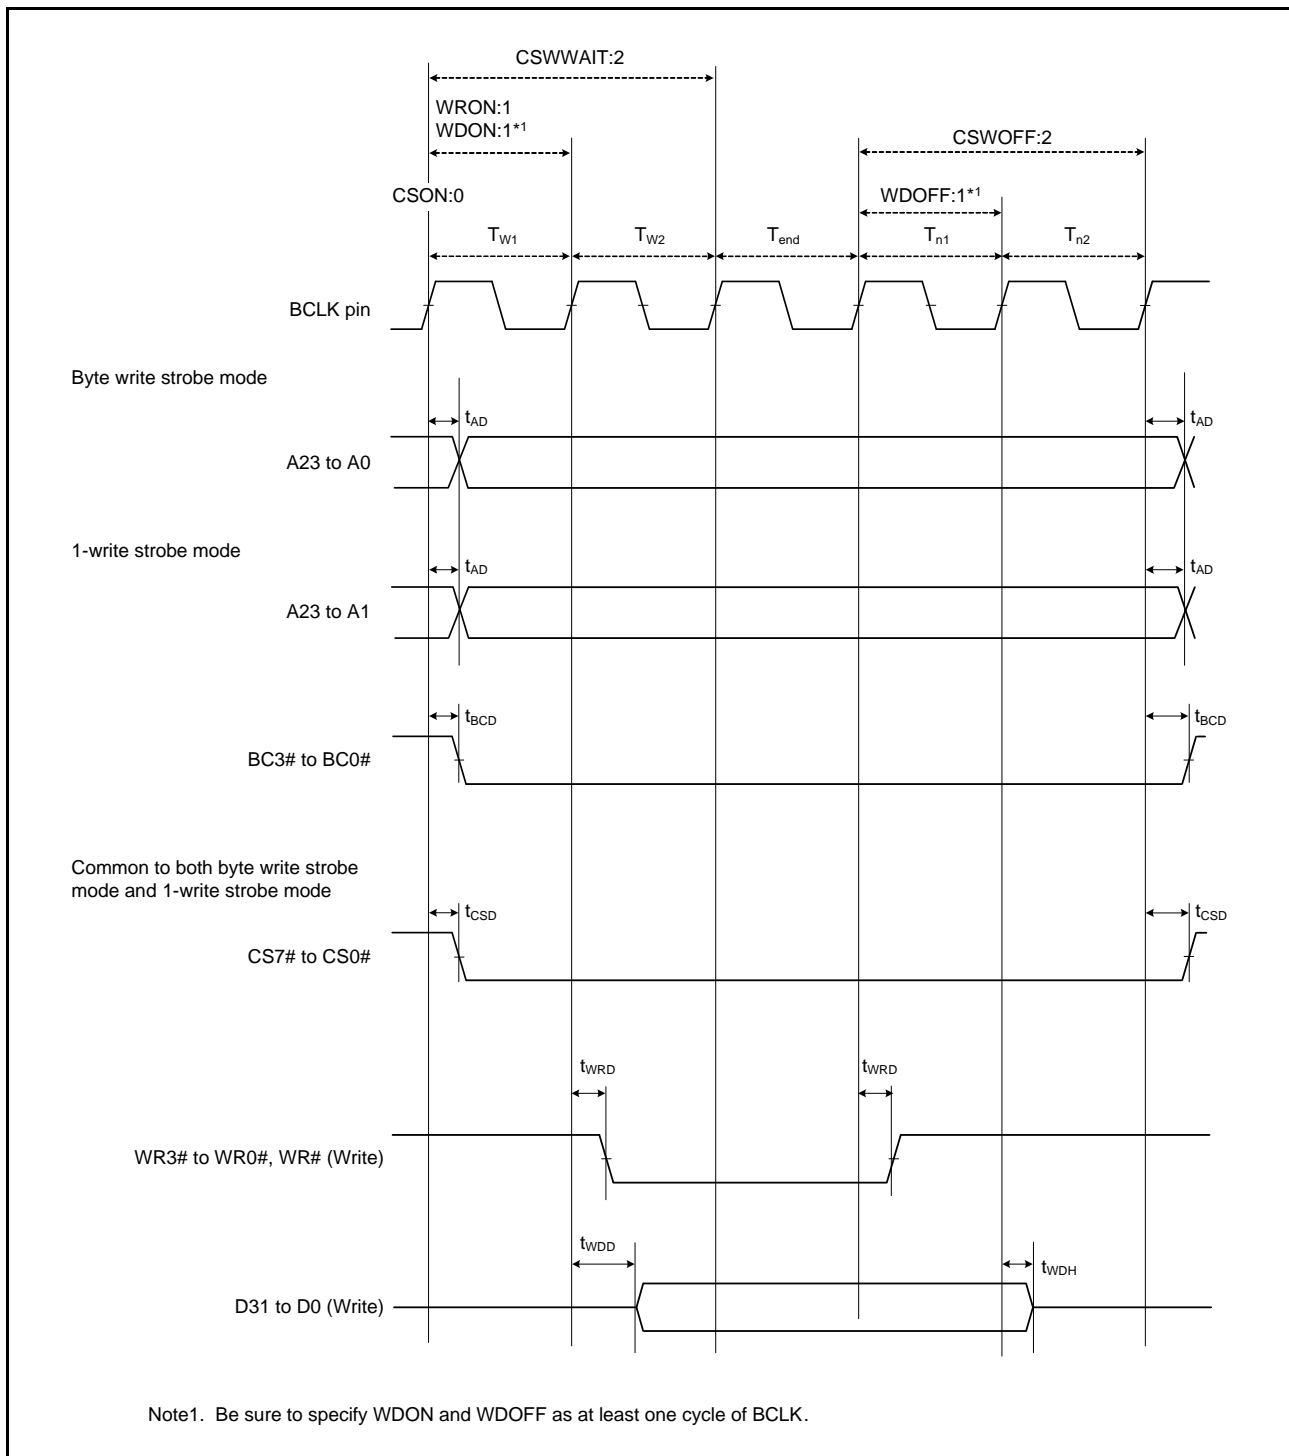 CSWWAIT:2
WRON:1
WDON:1*1
CSWOFF:2
CSON:0
WDOFF:1*1
TW1 TW2 Tend Tn1 Tn2
BCLK pin
Byte write strobe mode
tAD tAD
A23 to A0
1-write strobe mode
tAD tAD
A23 to A1
tBCD tBCD
BC3# to BC0#
Common to both byte write strobe
mode and 1-write strobe mode
tCSD tCSD
CS7# to CS0#
tWRD tWRD
WR3# to WR0#, WR# (Write)
tWDD tWDH
D31 to D0 (Write)
Note1. Be sure to specify WDON and WDOFF as at least one cycle of BCLK.